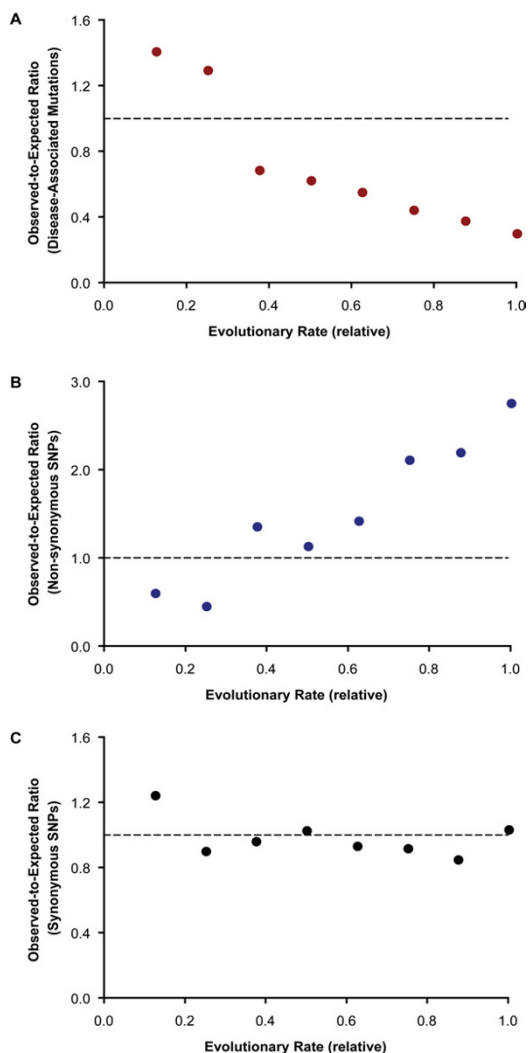 A
Observed-to-Expected Ratio
(Disease-Associated Mutations)
1.6
1.2
0.8
0.4
0.0
0.0
0.2
0.4
0.6
0.8
1.0
Evolutionary Rate (relative)
B
Observed-to-Expected Ratio
(Non-synonymous SNPs)
3.0
2.0
1.0
0.0
0.0
0.2
0.4
0.6
0.8
1.0
Evolutionary Rate (relative)
C
Observed-to-Expected Ratio
(Synonymous SNPs)
1.6
1.2
0.8
0.4
0.0
0.0
0.2
0.4
0.6
0.8
1.0
Evolutionary Rate (relative)